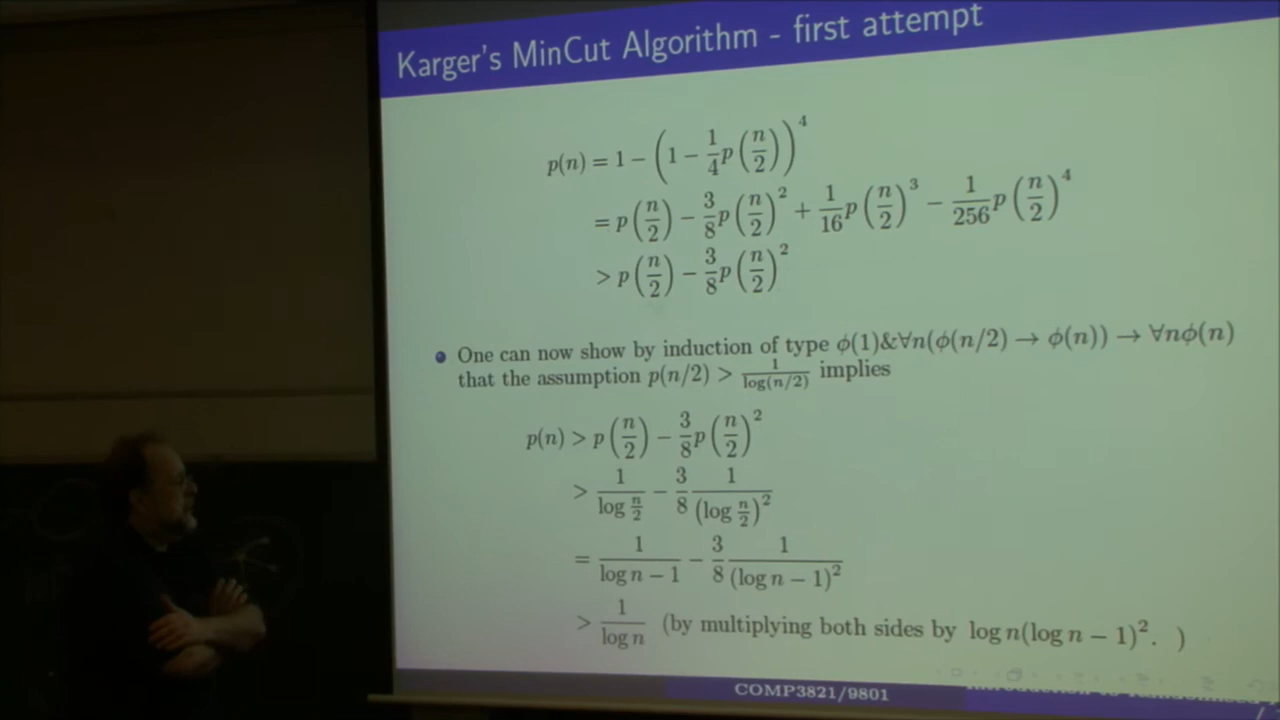 Karger's MinCut Algorithm - first attempt
p(n) = 1 − (1 − 1/4 p(n/2))^4
= p(n/2) − 3/8 p(n/2)^2 + 1/16 p(n/2)^3 − 1/256 p(n/2)^4
> p(n/2) − 3/8 p(n/2)^2
One can now show by induction of type ϕ(1)&∀n(ϕ(n/2) → ϕ(n)) → ∀nϕ(n)
that the assumption p(n/2) > 1/log(n/2) implies
p(n) > p(n/2) − 3/8 p(n/2)^2
> 1/log n/2 − 3/8 1/(log n/2)^2
= 1/(log n − 1) − 3/8 1/(log n − 1)^2
> 1/log n (by multiplying both sides by log n(log n − 1)^2. )
COMP3821/9801